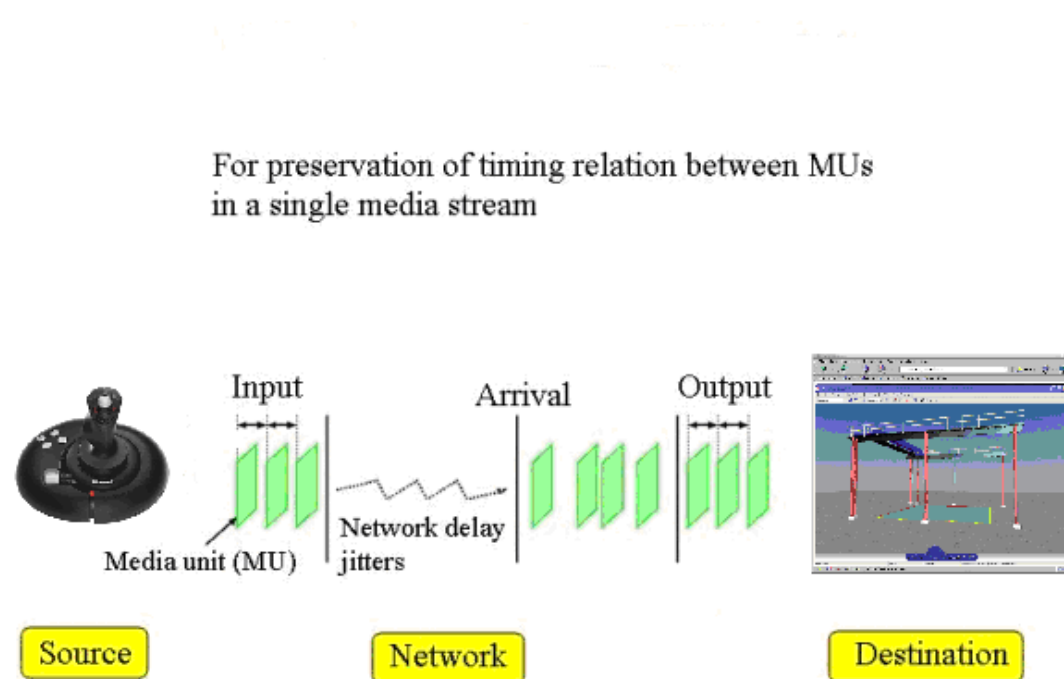 For preservation of timing relation between MUs
in a single media stream
Input
Arrival
Output
Media unit (MU)
Network delay
jitters
Source
Network
Destination